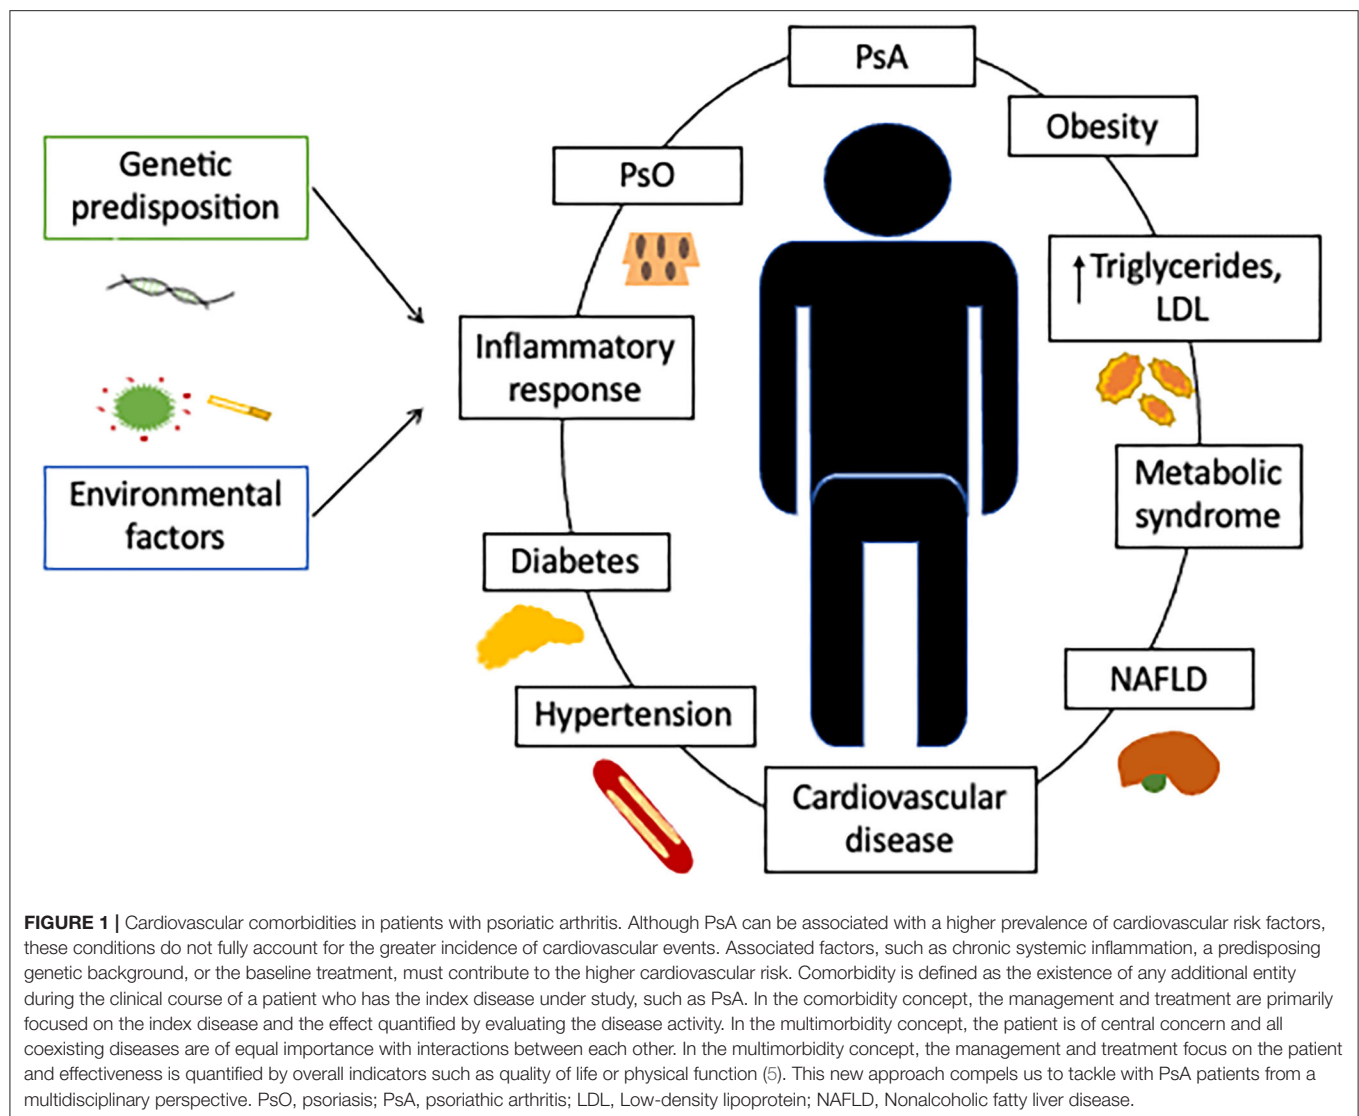 PsA
Obesity
PsO
Genetic
predisposition
↑Triglycerides,
LDL
Inflammatory
response
Environmental
factors
Metabolic
syndrome
Diabetes
NAFLD
Hypertension
Cardiovascular
disease
FIGURE 1 | Cardiovascular comorbidities in patients with psoriatic arthritis. Although PsA can be associated with a higher prevalence of cardiovascular risk factors,
these conditions do not fully account for the greater incidence of cardiovascular events. Associated factors, such as chronic systemic inflammation, a predisposing
genetic background, or the baseline treatment, must contribute to the higher cardiovascular risk. Comorbidity is defined as the existence of any additional entity
during the clinical course of a patient who has the index disease under study, such as PsA. In the comorbidity concept, the management and treatment are primarily
focused on the index disease and the effect quantified by evaluating the disease activity. In the multimorbidity concept, the patient is of central concern and all
coexisting diseases are of equal importance with interactions between each other. In the multimorbidity concept, the management and treatment focus on the patient
and effectiveness is quantified by overall indicators such as quality of life or physical function (5). This new approach compels us to tackle with PsA patients from a
multidisciplinary perspective. PsO, psoriasis; PsA, psoriathic arthritis; LDL, Low-density lipoprotein; NAFLD, Nonalcoholic fatty liver disease.